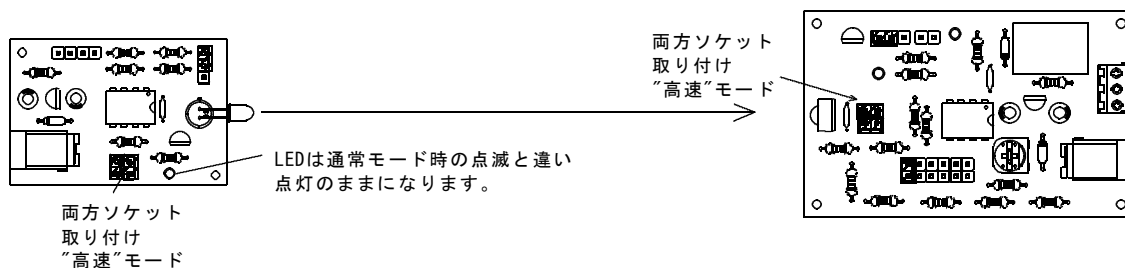 両方ソケット
取り付け
"高速"モード
LEDは通常モード時の点滅と違い
点灯のままになります。
両方ソケット
取り付け
"高速"モード